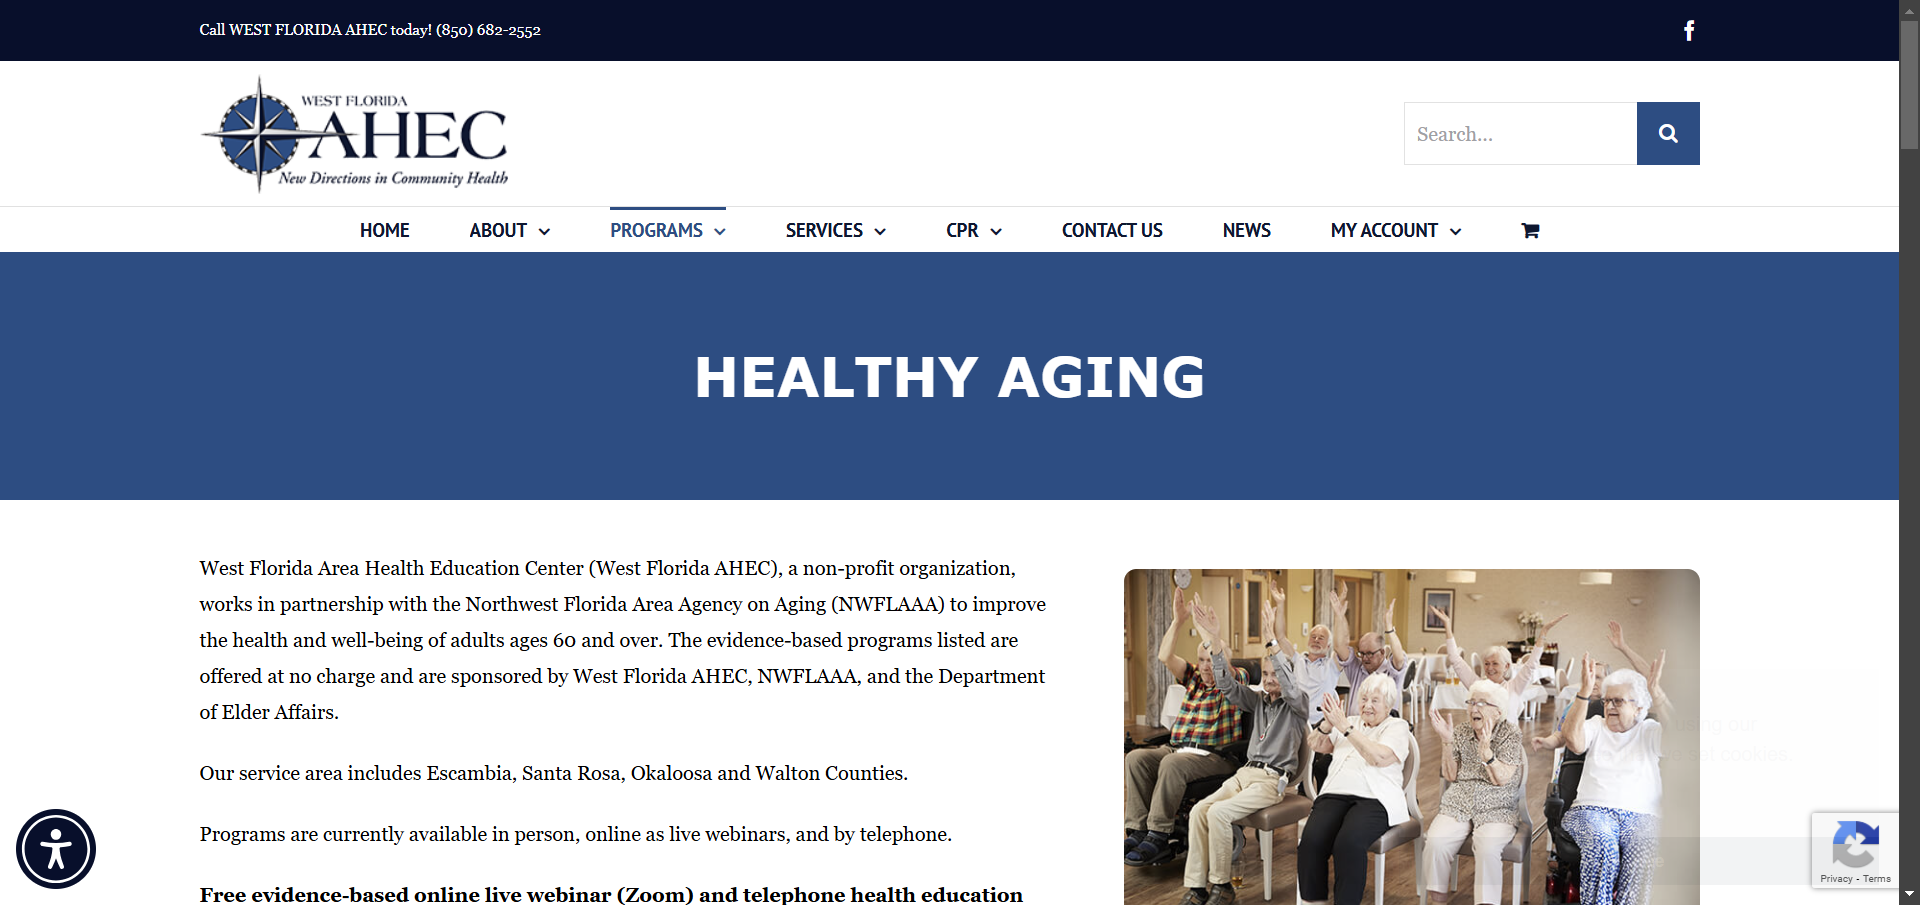 Call WEST FLORIDA AHEC today! (850) 682-2552
WEST FLORIDA
AHEC
New Directions in Community Health
Search...
HOME ABOUT PROGRAMS SERVICES CPR CONTACT US NEWS MY ACCOUNT
HEALTHY AGING
West Florida Area Health Education Center (West Florida AHEC), a non-profit organization,
works in partnership with the Northwest Florida Area Agency on Aging (NWFLAAA) to improve
the health and well-being of adults ages 60 and over. The evidence-based programs listed are
offered at no charge and are sponsored by West Florida AHEC, NWFLAAA, and the Department
of Elder Affairs.
Our service area includes Escambia, Santa Rosa, Okaloosa and Walton Counties.
Programs are currently available in person, online as live webinars, and by telephone.
Free evidence-based online live webinar (Zoom) and telephone health education
using our
set cookies
Privacy - Terms